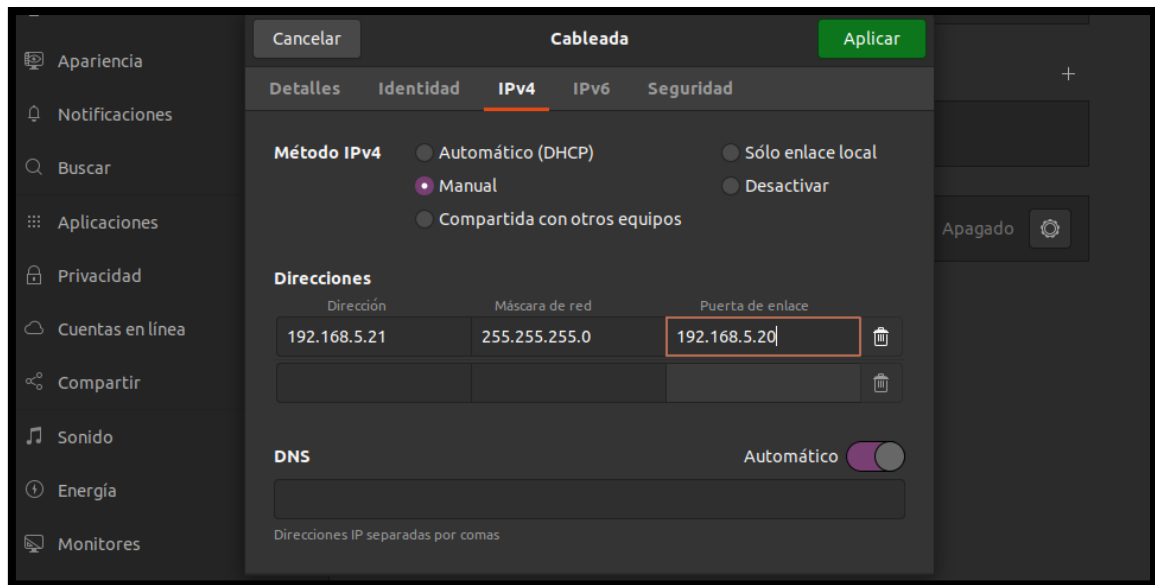 Cancelar Cableada Aplicar
Detalles Identidad IPv4 IPv6 Seguridad
Apariencia
Notificaciones
Buscar
Aplicaciones
Privacidad
Cuentas en línea
Compartir
Sonido
Energía
Monitores
Método IPv4 Automático (DHCP) Sólo enlace local
Manual Desactivar
Compartida con otros equipos
Direcciones
Dirección Máscara de red Puerta de enlace
192.168.5.21 255.255.255.0 192.168.5.20
DNS Automático
Direcciones IP separadas por comas
+
Apagado